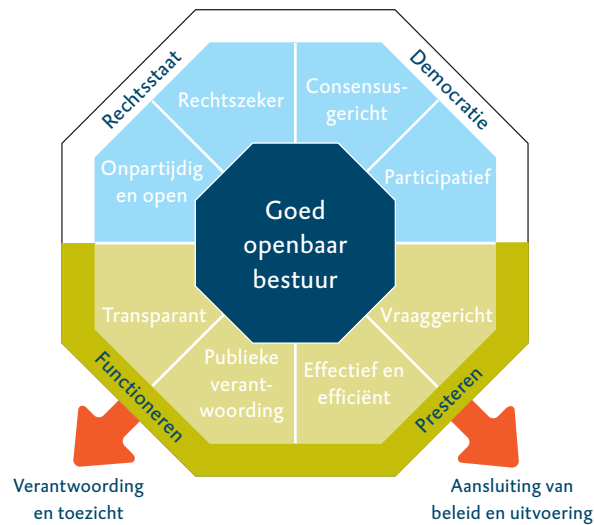 Rechtsstaat
Democratie
Rechtszeker
Consensus-
gericht
Onpartijdig
en open
Participatief
Goed
openbaar
bestuur
Transparant
Vraaggericht
Publieke
verant-
woording
Effectief en
efficiënt
Functioneren
Presteren
Verantwoording
en toezicht
Aansluiting van
beleid en uitvoering